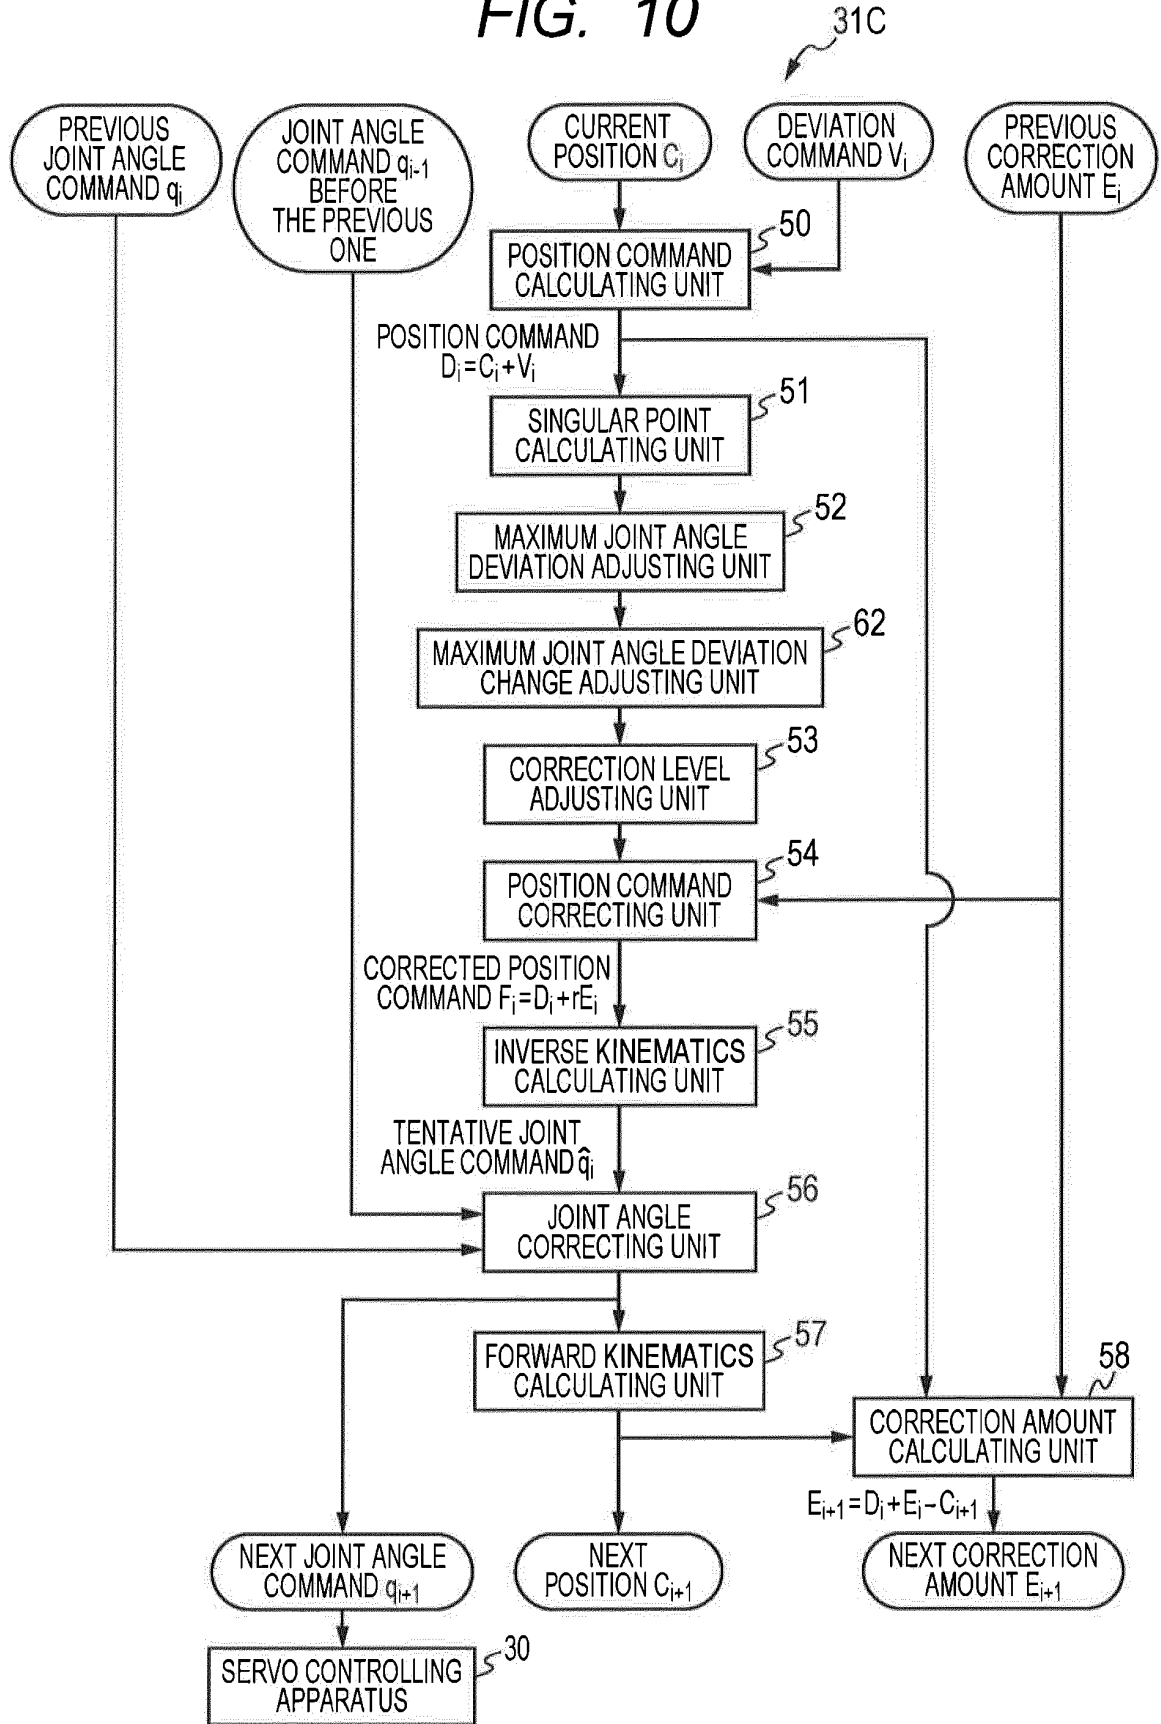 FIG. 10
31C
PREVIOUS
JOINT ANGLE
COMMAND qi
JOINT ANGLE
COMMAND qi-1
BEFORE
THE PREVIOUS
ONE
CURRENT
POSITION Ci
DEVIATION
COMMAND Vi
PREVIOUS
CORRECTION
AMOUNT Ei
50
POSITION COMMAND
CALCULATING UNIT
POSITION COMMAND
Di=Ci+Vi
51
SINGULAR POINT
CALCULATING UNIT
52
MAXIMUM JOINT ANGLE
DEVIATION ADJUSTING UNIT
62
MAXIMUM JOINT ANGLE DEVIATION
CHANGE ADJUSTING UNIT
53
CORRECTION LEVEL
ADJUSTING UNIT
54
POSITION COMMAND
CORRECTING UNIT
CORRECTED POSITION
COMMAND Fi=Di+rEi
55
INVERSE KINEMATICS
CALCULATING UNIT
TENTATIVE JOINT
ANGLE COMMAND q̂i
56
JOINT ANGLE
CORRECTING UNIT
57
FORWARD KINEMATICS
CALCULATING UNIT
58
CORRECTION AMOUNT
CALCULATING UNIT
Ei+1=Di+Ei-Ci+1
NEXT JOINT ANGLE
COMMAND qi+1
NEXT
POSITION Ci+1
NEXT CORRECTION
AMOUNT Ei+1
30
SERVO CONTROLLING
APPARATUS